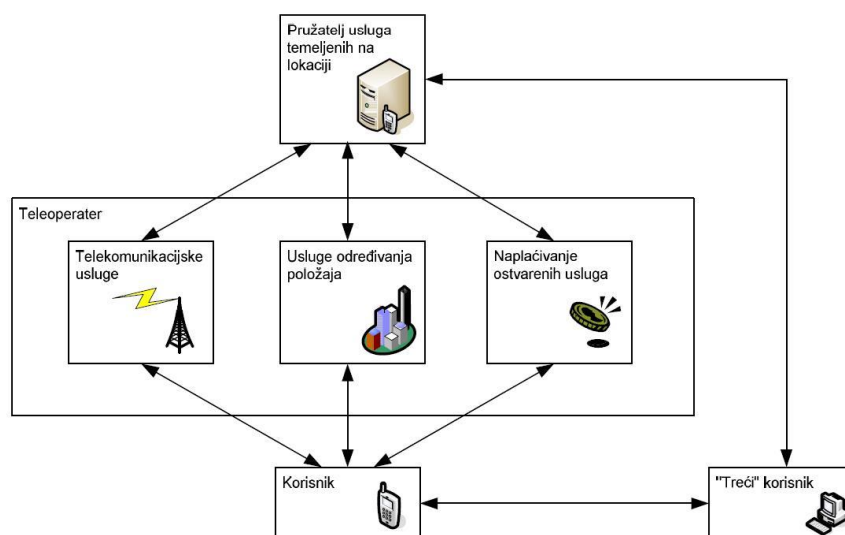 Pružatelj usluga
temeljenih na
lokaciji
Teleoperater
Telekomunikacijske
usluge
Usluge određivanja
položaja
Naplaćivanje
ostvarenih usluga
Korisnik
"Treći" korisnik